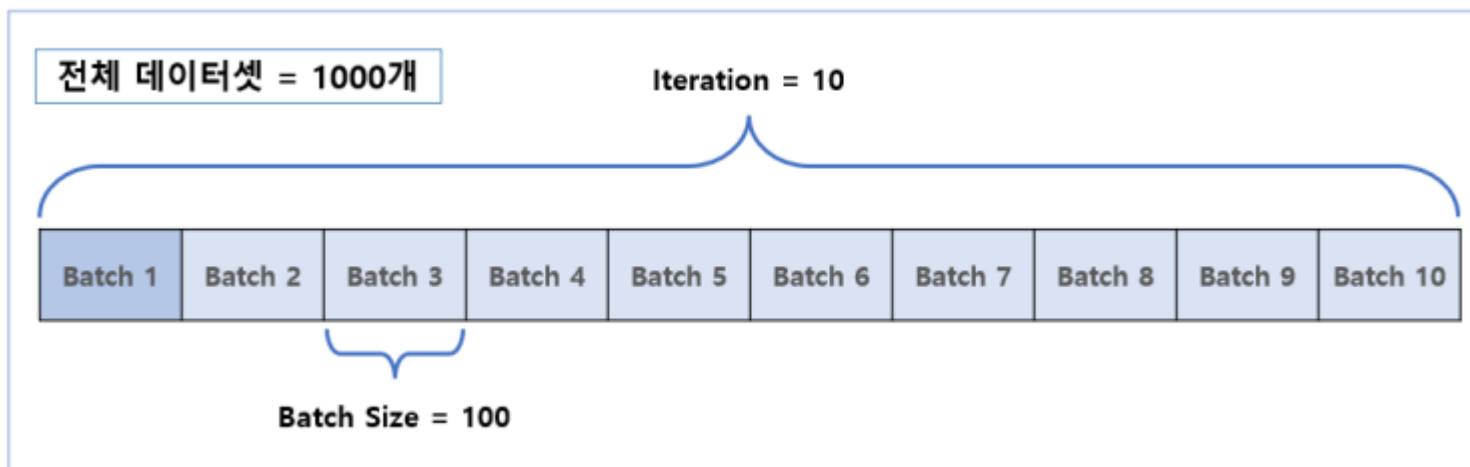 전체 데이터셋 = 1000개
Iteration = 10
Batch 1
Batch 2
Batch 3
Batch 4
Batch 5
Batch 6
Batch 7
Batch 8
Batch 9
Batch 10
Batch Size = 100